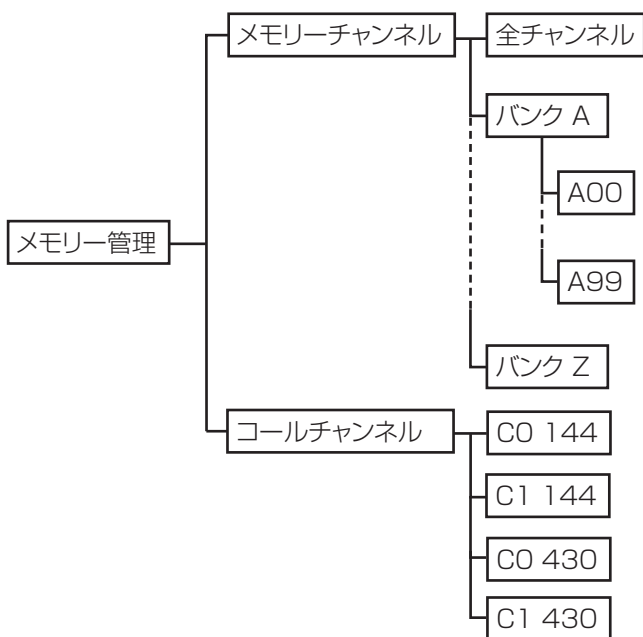 メモリー管理
メモリーチャンネル
全チャンネル
バンク A
A00
A99
バンク Z
コールチャンネル
C0 144
C1 144
C0 430
C1 430